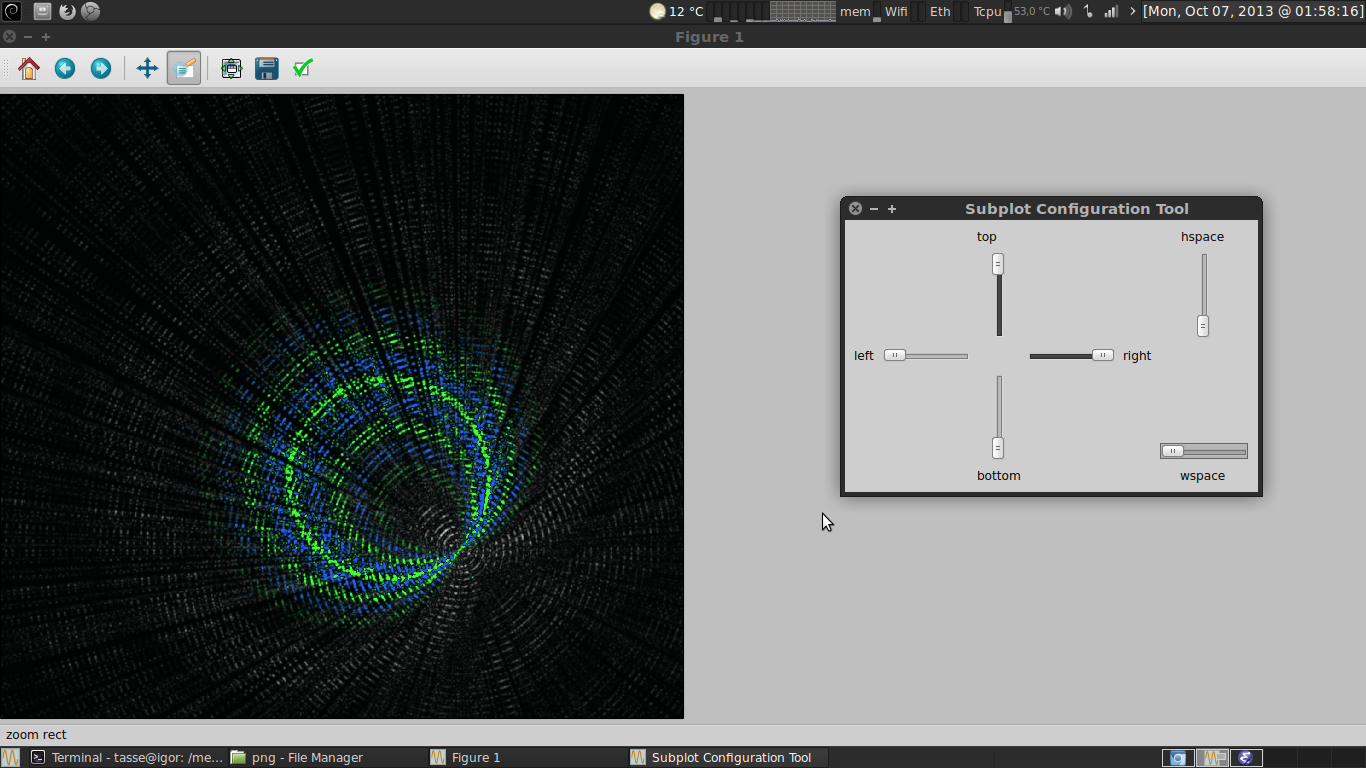 12 °C mem Wifi Eth Tcpu 53,0 °C [Mon, Oct 07, 2013 @ 01:58:16]
Figure 1
Subplot Configuration Tool
top hspace
left right
bottom wspace
zoom rect
Terminal - tasse@igor: /me... png - File Manager Figure 1 Subplot Configuration Tool